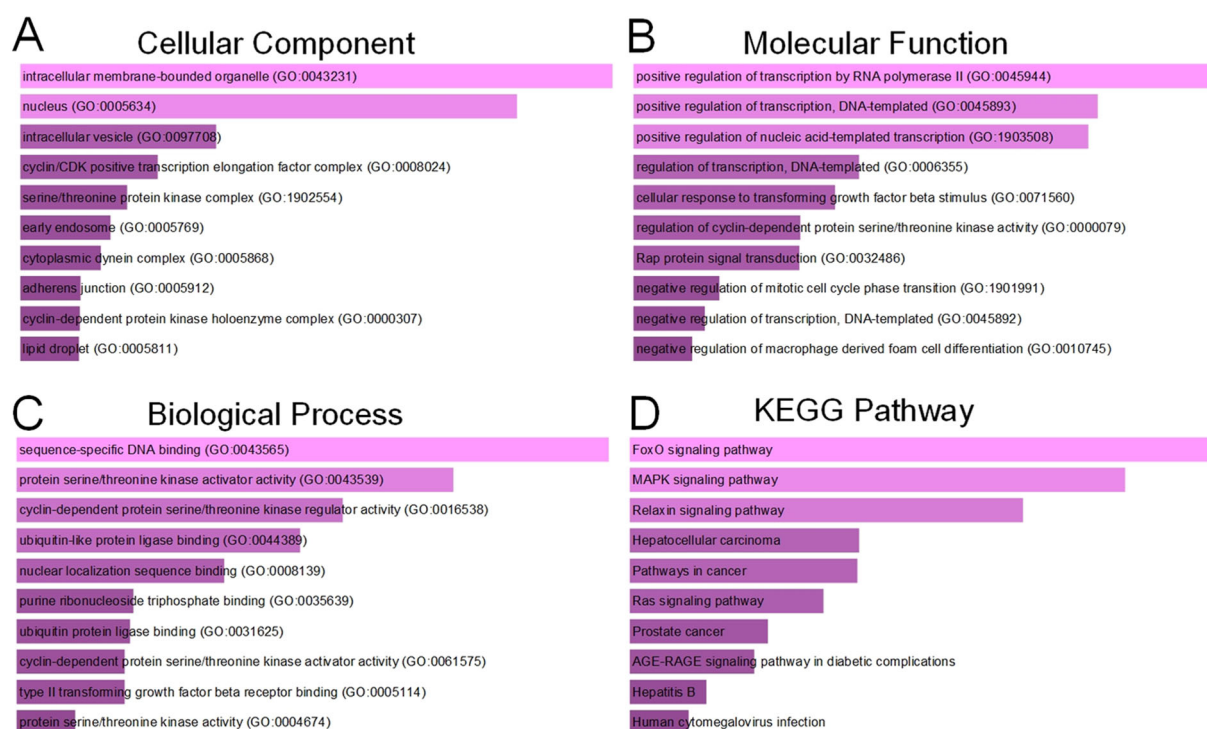 A
Cellular Component
intracellular membrane-bounded organelle (GO:0043231)
nucleus (GO:0005634)
intracellular vesicle (GO:0097708)
cyclin/CDK positive transcription elongation factor complex (GO:0008024)
serine/threonine protein kinase complex (GO:1902554)
early endosome (GO:0005769)
cytoplasmic dynein complex (GO:0005868)
adherens junction (GO:0005912)
cyclin-dependent protein kinase holoenzyme complex (GO:0000307)
lipid droplet (GO:0005811)
B
Molecular Function
positive regulation of transcription by RNA polymerase II (GO:0045944)
positive regulation of transcription, DNA-templated (GO:0045893)
positive regulation of nucleic acid-templated transcription (GO:1903508)
regulation of transcription, DNA-templated (GO:0006355)
cellular response to transforming growth factor beta stimulus (GO:0071560)
regulation of cyclin-dependent protein serine/threonine kinase activity (GO:0000079)
Rap protein signal transduction (GO:0032486)
negative regulation of mitotic cell cycle phase transition (GO:1901991)
negative regulation of transcription, DNA-templated (GO:0045892)
negative regulation of macrophage derived foam cell differentiation (GO:0010745)
C
Biological Process
sequence-specific DNA binding (GO:0043565)
protein serine/threonine kinase activator activity (GO:0043539)
cyclin-dependent protein serine/threonine kinase regulator activity (GO:0016538)
ubiquitin-like protein ligase binding (GO:0044389)
nuclear localization sequence binding (GO:0008139)
purine ribonucleoside triphosphate binding (GO:0035639)
ubiquitin protein ligase binding (GO:0031625)
cyclin-dependent protein serine/threonine kinase activator activity (GO:0061575)
type II transforming growth factor beta receptor binding (GO:0005114)
protein serine/threonine kinase activity (GO:0004674)
D
KEGG Pathway
FoxO signaling pathway
MAPK signaling pathway
Relaxin signaling pathway
Hepatocellular carcinoma
Pathways in cancer
Ras signaling pathway
Prostate cancer
AGE-RAGE signaling pathway in diabetic complications
Hepatitis B
Human cytomegalovirus infection